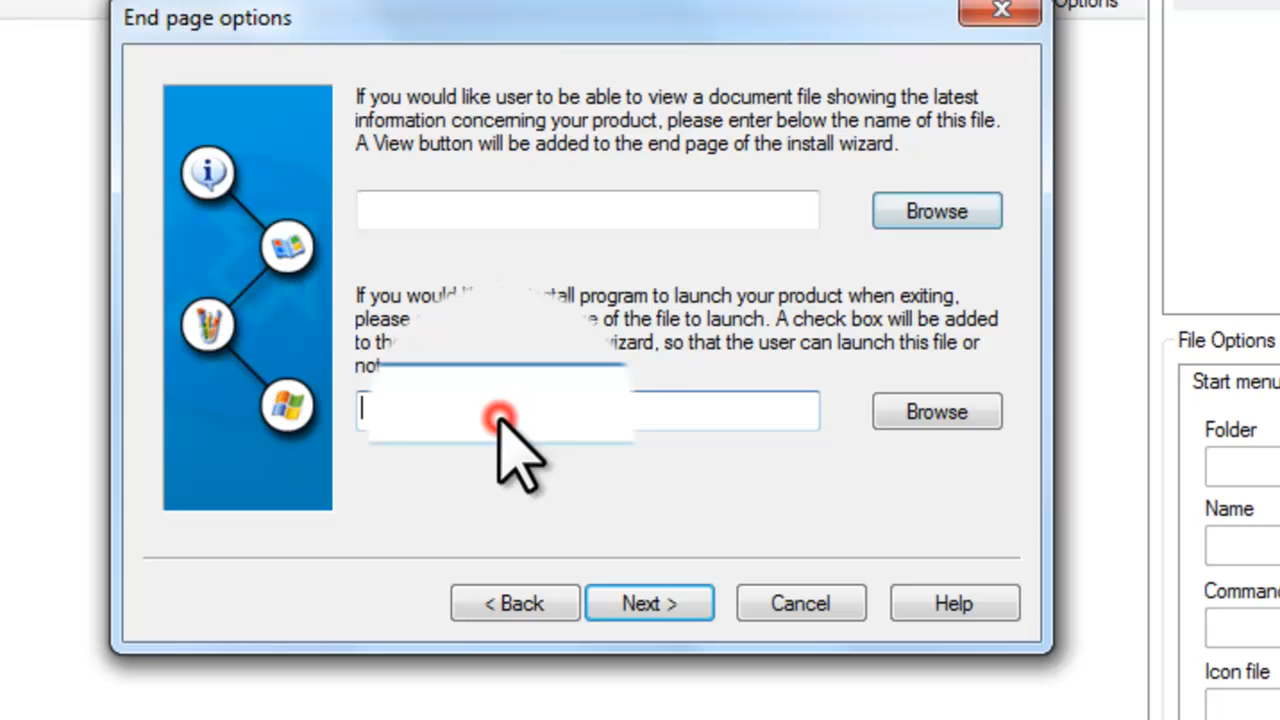 End page options
Options
If you would like user to be able to view a document file showing the latest
information concerning your product, please enter below the name of this file.
A View button will be added to the end page of the install wizard.
Browse
If you would program to launch your product when exiting,
please of the file to launch. A check box will be added
to the wizard, so that the user can launch this file or
not
Browse
< Back
Next >
Cancel
Help
File Options
Start menu
Folder
Name
Command
Icon file